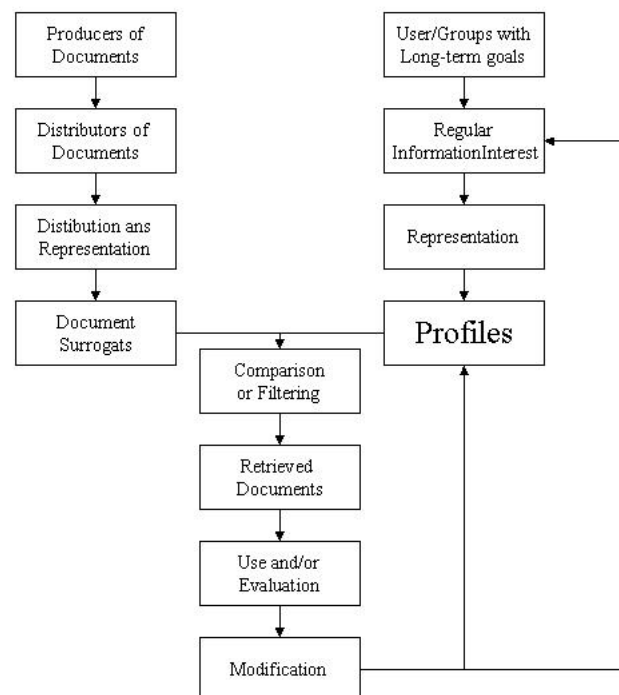 Producers of
Documents
User/Groups with
Long-term goals
Distributors of
Documents
Regular
InformationInterest
Distibution ans
Representation
Representation
Document
Surrogats
Profiles
Comparison
or Filtering
Retrieved
Documents
Use and/or
Evaluation
Modification